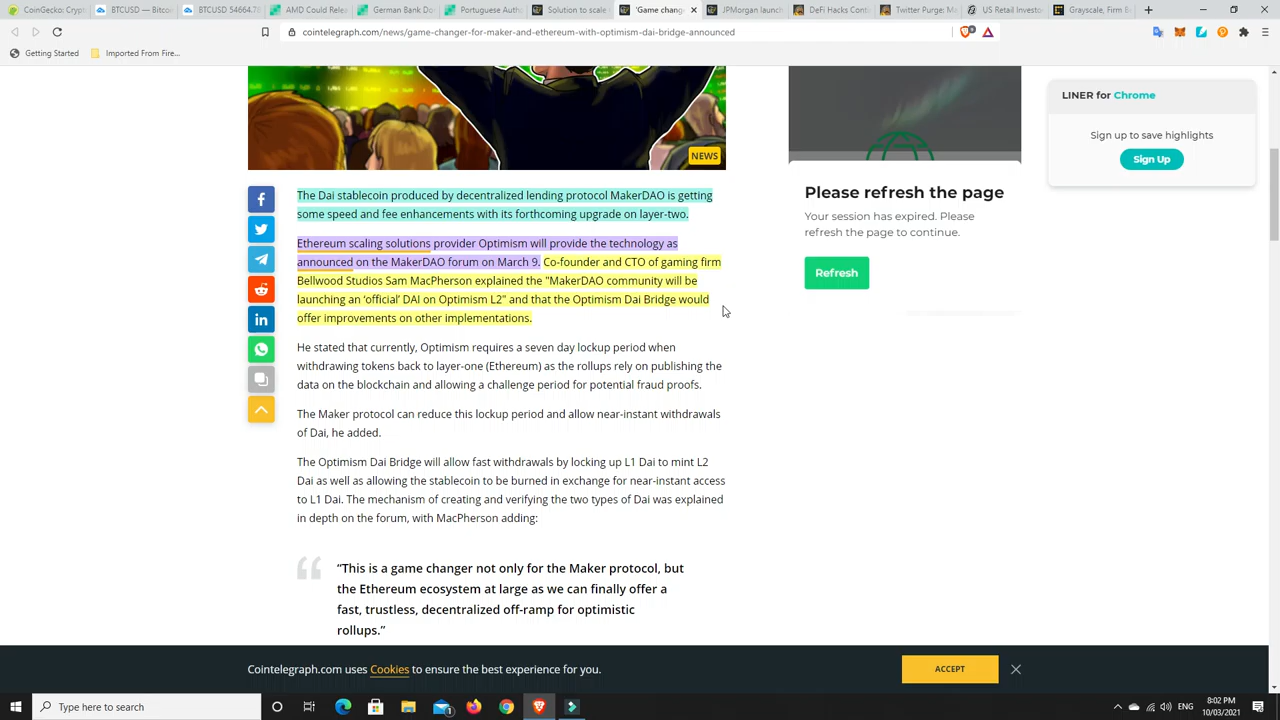 CoinGecko: Crypt
BTCUSD — Bitcoi
BTCUSD 54664.78
AMD Could Relea
German Bank Do
Portuguese Auth
Solution to scale
'Game chang
JPMorgan launch
DeFi Hacks Cont
Twitter Purge: M
US Retail Investo
Grayscale, Firm B
cointelegraph.com/news/game-changer-for-maker-and-ethereum-with-optimism-dai-bridge-announced
Getting Started
Imported From Fire...
NEWS
The Dai stablecoin produced by decentralized lending protocol MakerDAO is getting
some speed and fee enhancements with its forthcoming upgrade on layer-two.
Ethereum scaling solutions provider Optimism will provide the technology as
announced on the MakerDAO forum on March 9. Co-founder and CTO of gaming firm
Bellwood Studios Sam MacPherson explained the "MakerDAO community will be
launching an ‘official’ DAI on Optimism L2" and that the Optimism Dai Bridge would
offer improvements on other implementations.
He stated that currently, Optimism requires a seven day lockup period when
withdrawing tokens back to layer-one (Ethereum) as the rollups rely on publishing the
data on the blockchain and allowing a challenge period for potential fraud proofs.
The Maker protocol can reduce this lockup period and allow near-instant withdrawals
of Dai, he added.
The Optimism Dai Bridge will allow fast withdrawals by locking up L1 Dai to mint L2
Dai as well as allowing the stablecoin to be burned in exchange for near-instant access
to L1 Dai. The mechanism of creating and verifying the two types of Dai was explained
in depth on the forum, with MacPherson adding:
“This is a game changer not only for the Maker protocol, but
the Ethereum ecosystem at large as we can finally offer a
fast, trustless, decentralized off-ramp for optimistic
rollups.”
Please refresh the page
Your session has expired. Please
refresh the page to continue.
Refresh
LINER for Chrome
Sign up to save highlights
Sign Up
Cointelegraph.com uses Cookies to ensure the best experience for you.
ACCEPT
Type here to search
ENG
8:02 PM
10/03/2021